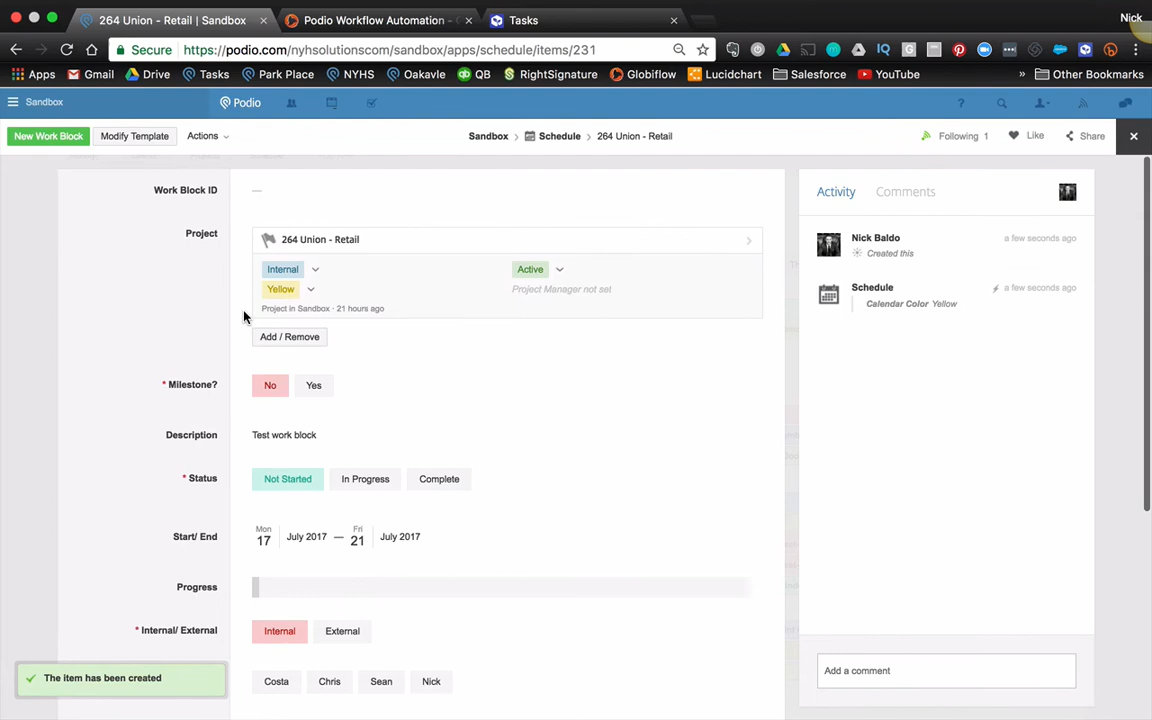 264 Union - Retail | Sandbox
Podio Workflow Automation -
Tasks
Nick
Secure
https://podio.com/nyhsolutionscom/sandbox/apps/schedule/items/231
Apps
Gmail
Drive
Tasks
Park Place
NYHS
Oakavle
QB
RightSignature
Globiflow
Lucidchart
Salesforce
YouTube
»
Other Bookmarks
Sandbox
Podio
New Work Block
Modify Template
Actions
Sandbox > Schedule > 264 Union - Retail
Following 1
Like
Share
Work Block ID
—
Project
264 Union - Retail
Internal
Active
Yellow
Project Manager not set
Project in Sandbox · 21 hours ago
Add / Remove
* Milestone?
No
Yes
Description
Test work block
* Status
Not Started
In Progress
Complete
Start/ End
Mon 17 July 2017 — Fri 21 July 2017
Progress
* Internal/ External
Internal
External
Costa
Chris
Sean
Nick
The item has been created
Activity
Comments
Nick Baldo
a few seconds ago
Created this
Schedule
a few seconds ago
Calendar Color Yellow
Add a comment